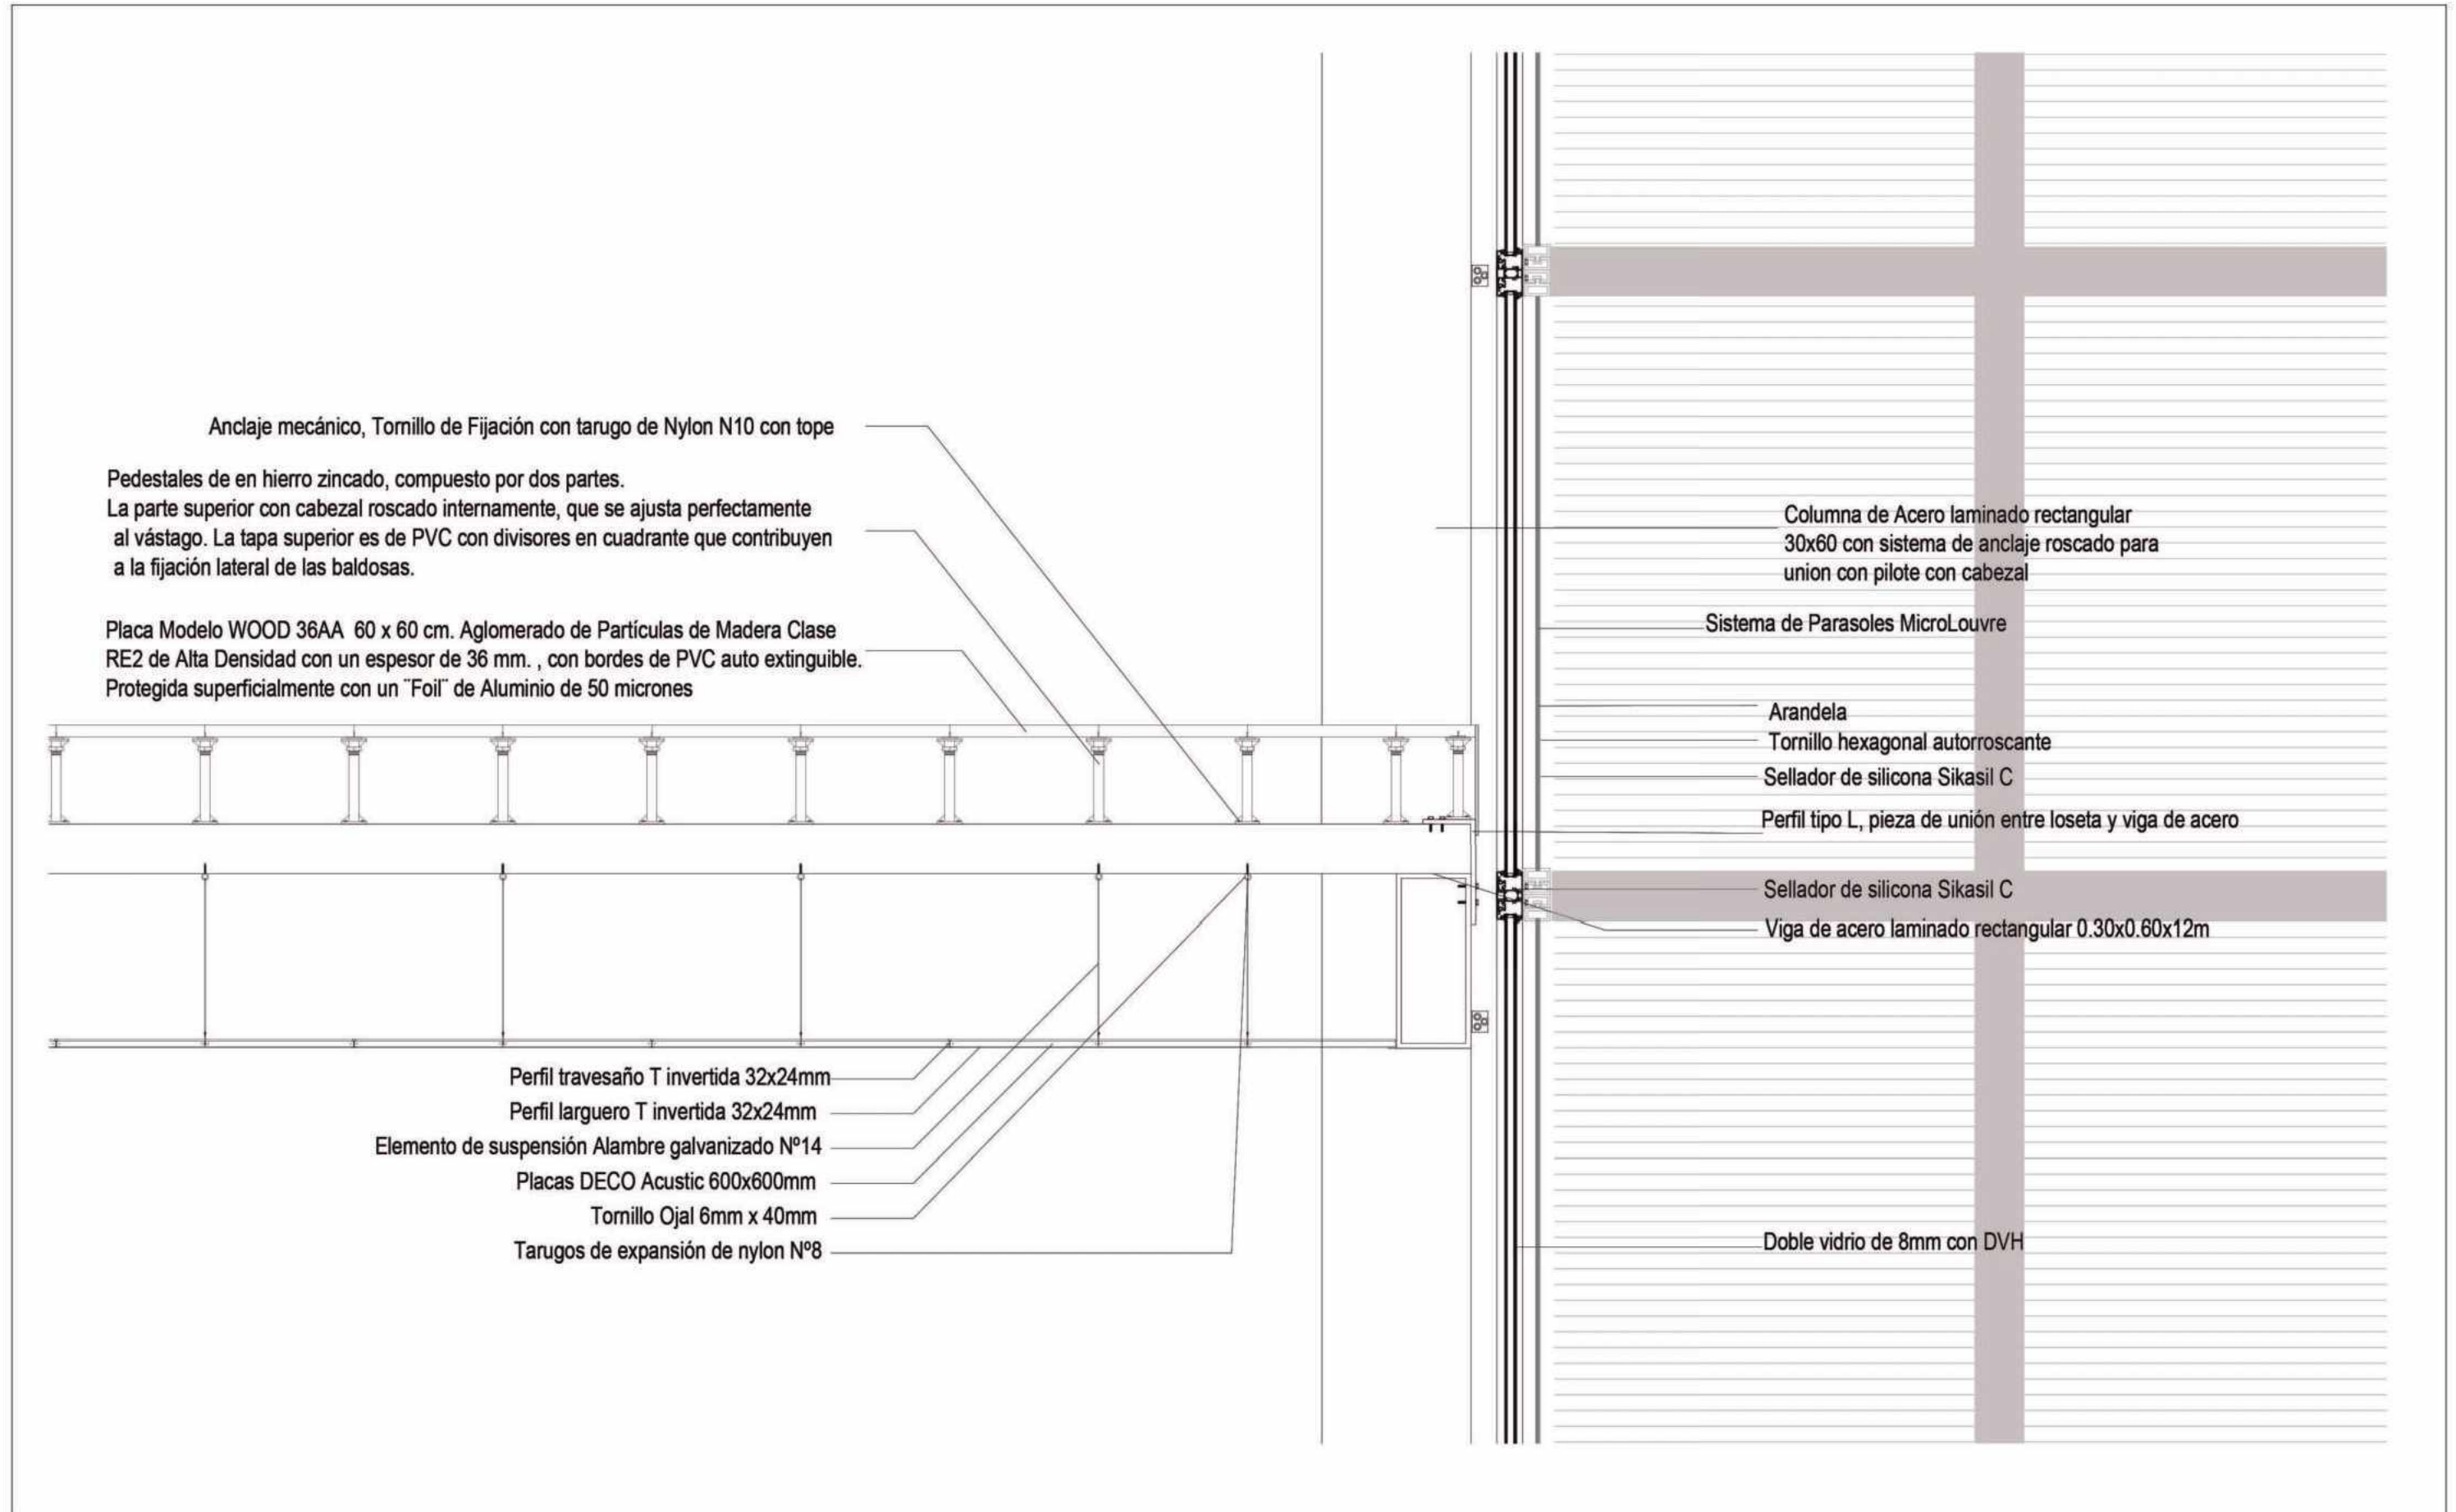 Anclaje mecánico, Tornillo de Fijación con tarugo de Nylon N10 con tope
Pedestales de en hierro zincado, compuesto por dos partes.
La parte superior con cabezal roscado internamente, que se ajusta perfectamente
al vástago. La tapa superior es de PVC con divisores en cuadrante que contribuyen
a la fijación lateral de las baldosas.
Placa Modelo WOOD 36AA 60 x 60 cm. Aglomerado de Partículas de Madera Clase
RE2 de Alta Densidad con un espesor de 36 mm. , con bordes de PVC auto extinguible.
Protegida superficialmente con un ¨Foil¨ de Aluminio de 50 micrones
Perfil travesaño T invertida 32x24mm
Perfil larguero T invertida 32x24mm
Elemento de suspensión Alambre galvanizado Nº14
Placas DECO Acustic 600x600mm
Tornillo Ojal 6mm x 40mm
Tarugos de expansión de nylon Nº8
Columna de Acero laminado rectangular
30x60 con sistema de anclaje roscado para
union con pilote con cabezal
Sistema de Parasoles MicroLouvre
Arandela
Tornillo hexagonal autorroscante
Sellador de silicona Sikasil C
Perfil tipo L, pieza de unión entre loseta y viga de acero
Sellador de silicona Sikasil C
Viga de acero laminado rectangular 0.30x0.60x12m
Doble vidrio de 8mm con DVH